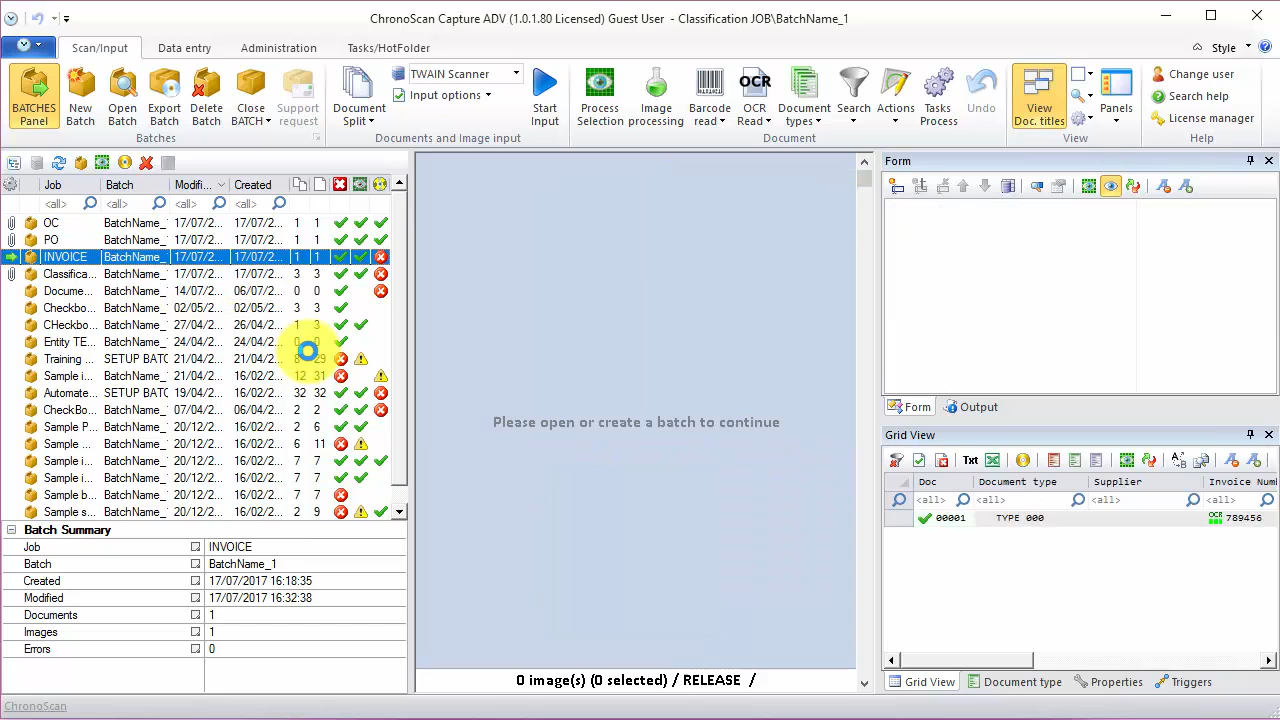 ChronoScan Capture ADV (1.0.1.80 Licensed) Guest User - Classification JOB\BatchName_1
Scan/Input Data entry Administration Tasks/HotFolder Style
BATCHES Panel
New Batch
Open Batch
Export Batch
Delete Batch
Close BATCH
Support request
Batches
Document Split
TWAIN Scanner
Input options
Start Input
Documents and Image input
Process Selection
Image processing
Barcode read
OCR
OCR Read
Document types
Search
Actions
Tasks Process
Undo
Document
View Doc. titles
Panels
View
Change user
Search help
License manager
Help
Job Batch Modifi... Created
<all> <all> <all> <all>
OC BatchName_ 17/07/2... 17/07/2... 1 1
PO BatchName_ 17/07/2... 17/07/2... 1 1
INVOICE BatchName_ 17/07/2... 17/07/2... 1 1
Classifica... BatchName_ 17/07/2... 17/07/2... 3 3
Docume... BatchName_ 14/07/2... 07/06/2... 0 0
Checkbo... BatchName_ 02/05/2... 02/05/2... 3 3
CHeckbo... BatchName_ 27/04/2... 26/04/2... 1 3
Entity TE... BatchName_ 24/04/2... 24/04/2... 0 0
Training ... SETUP BATC 21/04/2... 21/04/2... 8 29
Sample i... BatchName_ 21/04/2... 16/02/2... 12 31
Automate... SETUP BATC 19/04/2... 16/02/2... 32 32
CheckBo... BatchName_ 07/04/2... 06/04/2... 2 2
Sample P... BatchName_ 20/12/2... 16/02/2... 2 6
Sample ... BatchName_ 20/12/2... 16/02/2... 6 11
Sample i... BatchName_ 20/12/2... 16/02/2... 7 7
Sample i... BatchName_ 20/12/2... 16/02/2... 7 7
Sample b... BatchName_ 20/12/2... 16/02/2... 7 7
Sample s... BatchName_ 20/12/2... 16/02/2... 2 9
Batch Summary
Job INVOICE
Batch BatchName_1
Created 17/07/2017 16:18:35
Modified 17/07/2017 16:32:38
Documents 1
Images 1
Errors 0
Please open or create a batch to continue
0 image(s) (0 selected) / RELEASE /
Form
Form Output
Grid View
Txt
Doc Document type Supplier Invoice Numl
<all> <all> <all> <all>
00001 TYPE 000 OCR 789456
Grid View Document type Properties Triggers
ChronoScan